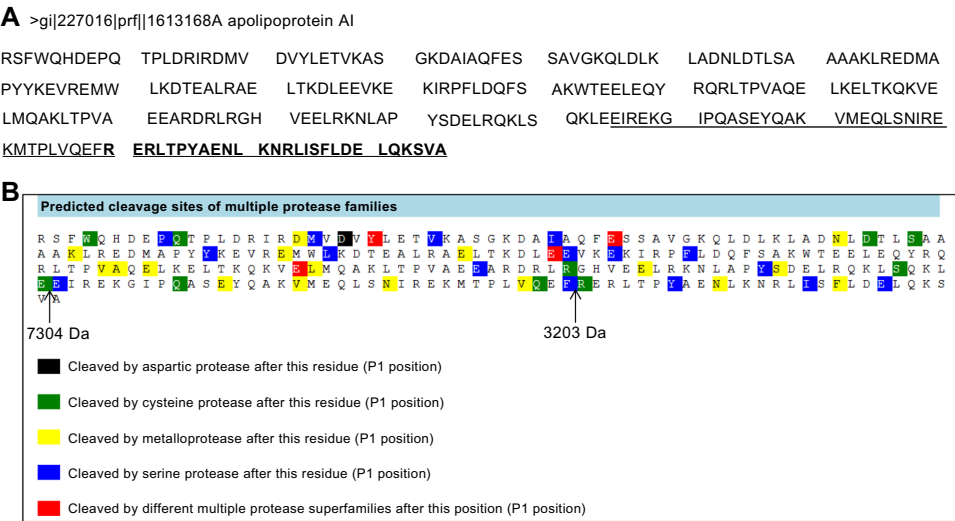 A >gi|227016|prf||1613168A apolipoprotein AI
RSFWQHDEPQ TPLDRIRDMV DVYLETVKAS GKDAIAQFES SAVGKQLDLK LADNLDTLSA AAAKLREDMA
PYYKEVREMW LKDTEALRAE LTKDLEEVKE KIRPFLDQFS AKWTEELEQY RQRLTPVAQE LKELTKQKVE
LMQAKLTPVA EEARDRLRGH VEELRKNLAP YSDELRQKLS QKLEEIREKG IPQASEYQAK VMEQLSNIRE
KMTPLVQEFR ERLTPYAENL KNRLISFLDE LQKSVA
B
Predicted cleavage sites of multiple protease families
R S F W Q H D E P Q T P L D R I R D M V D V Y L E T V K A S G K D A I A Q F E S S A V G K Q L D L K L A D N L D T L S A A
A A K L R E D M A P Y Y K E V R E M W L K D T E A L R A E L T K D L E E V K E K I R P F L D Q F S A K W T E E L E Q Y R Q
R L T P V A Q E L K E L T K Q K V E L M Q A K L T P V A E E A R D R L R G H V E E L R K N L A P Y S D E L R Q K L S Q K L
E E I R E K G I P Q A S E Y Q A K V M E Q L S N I R E K M T P L V Q E F R E R L T P Y A E N L K N R L I S F L D E L Q K S
V A
7304 Da 3203 Da
Cleaved by aspartic protease after this residue (P1 position)
Cleaved by cysteine protease after this residue (P1 position)
Cleaved by metalloprotease after this residue (P1 position)
Cleaved by serine protease after this residue (P1 position)
Cleaved by different multiple protease superfamilies after this position (P1 position)